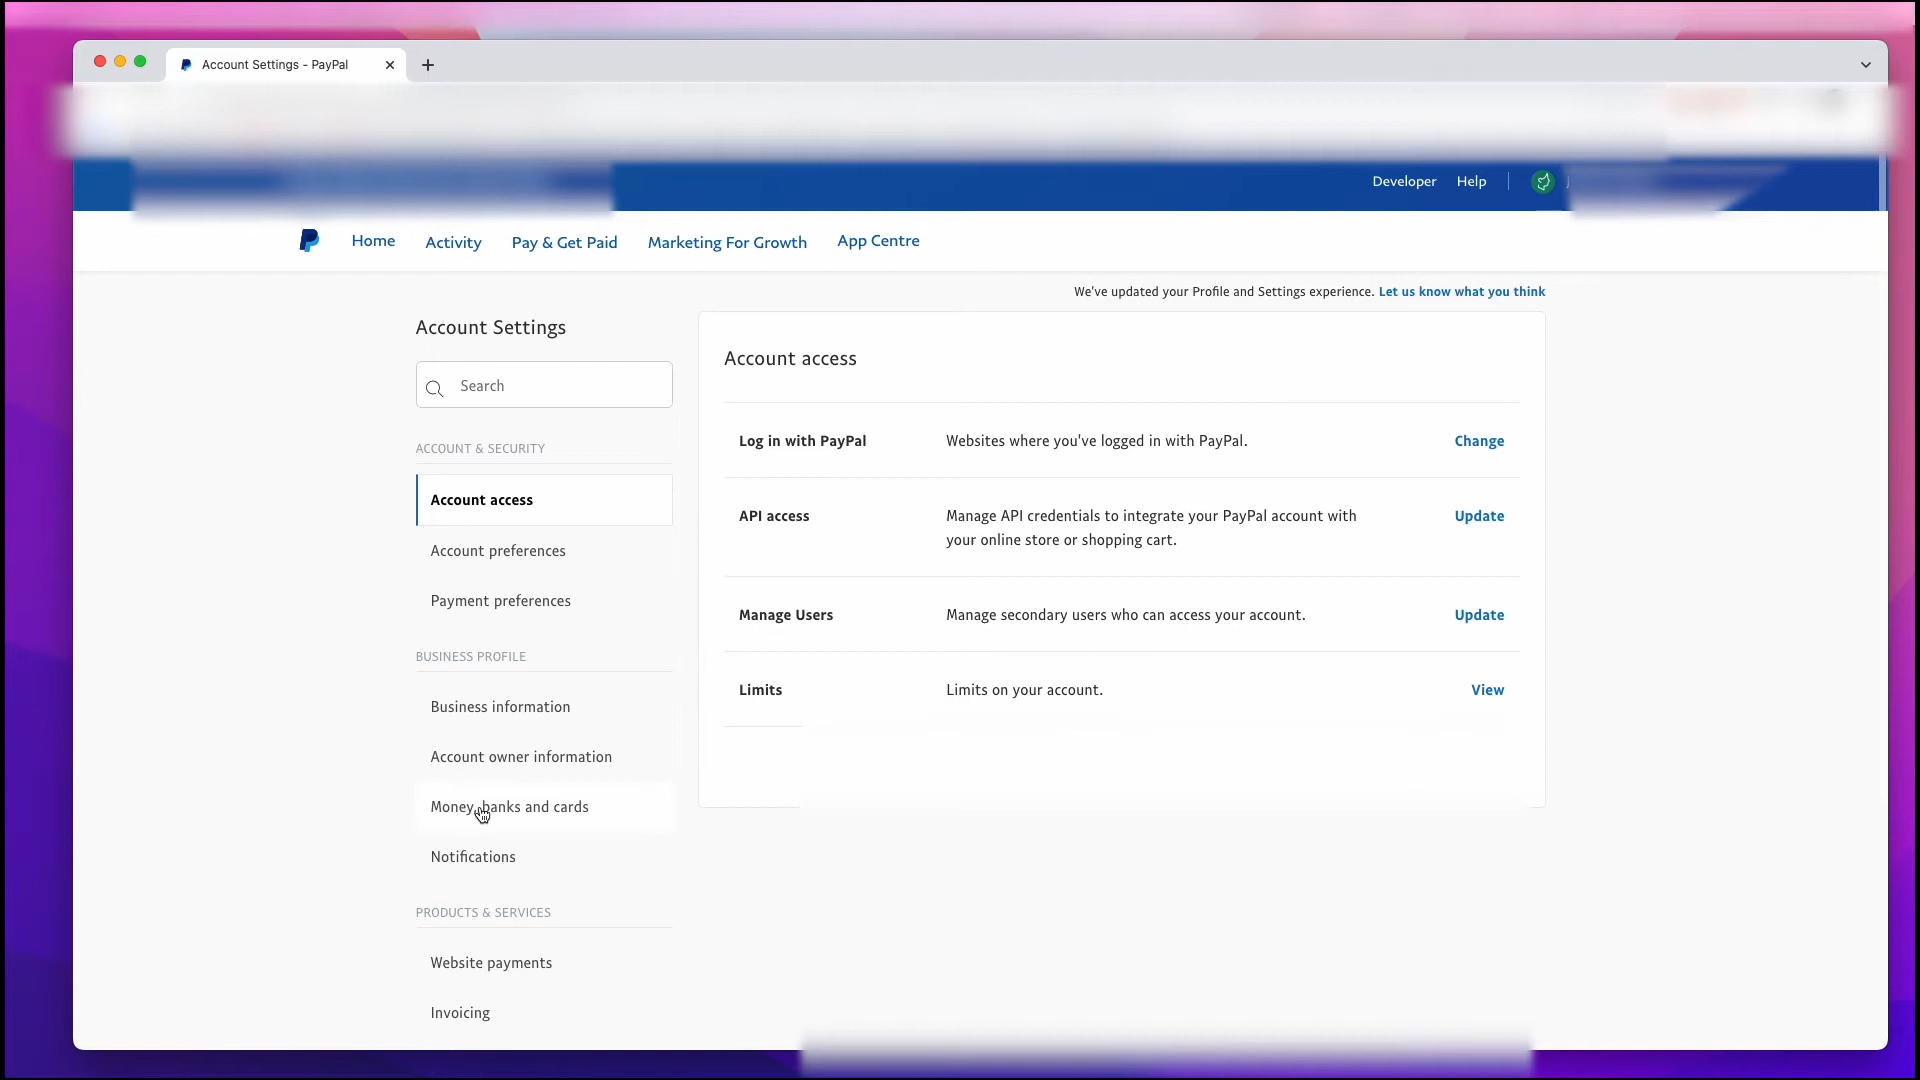 Account Settings - PayPal
Developer Help
Home Activity Pay & Get Paid Marketing For Growth App Centre
We've updated your Profile and Settings experience. Let us know what you think
Account Settings
Search
ACCOUNT & SECURITY
Account access
Account preferences
Payment preferences
BUSINESS PROFILE
Business information
Account owner information
Money, banks and cards
Notifications
PRODUCTS & SERVICES
Website payments
Invoicing
Account access
Log in with PayPal Websites where you've logged in with PayPal. Change
API access Manage API credentials to integrate your PayPal account with Update
your online store or shopping cart.
Manage Users Manage secondary users who can access your account. Update
Limits Limits on your account. View